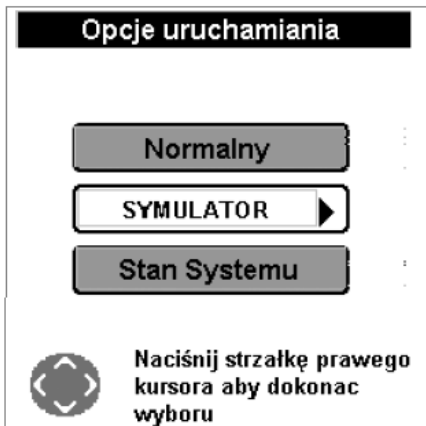 Opcje uruchamiania
Normalny
SYMULATOR
Stan Systemu
Naciśnij strzałkę prawego
kursora aby dokonac
wyboru